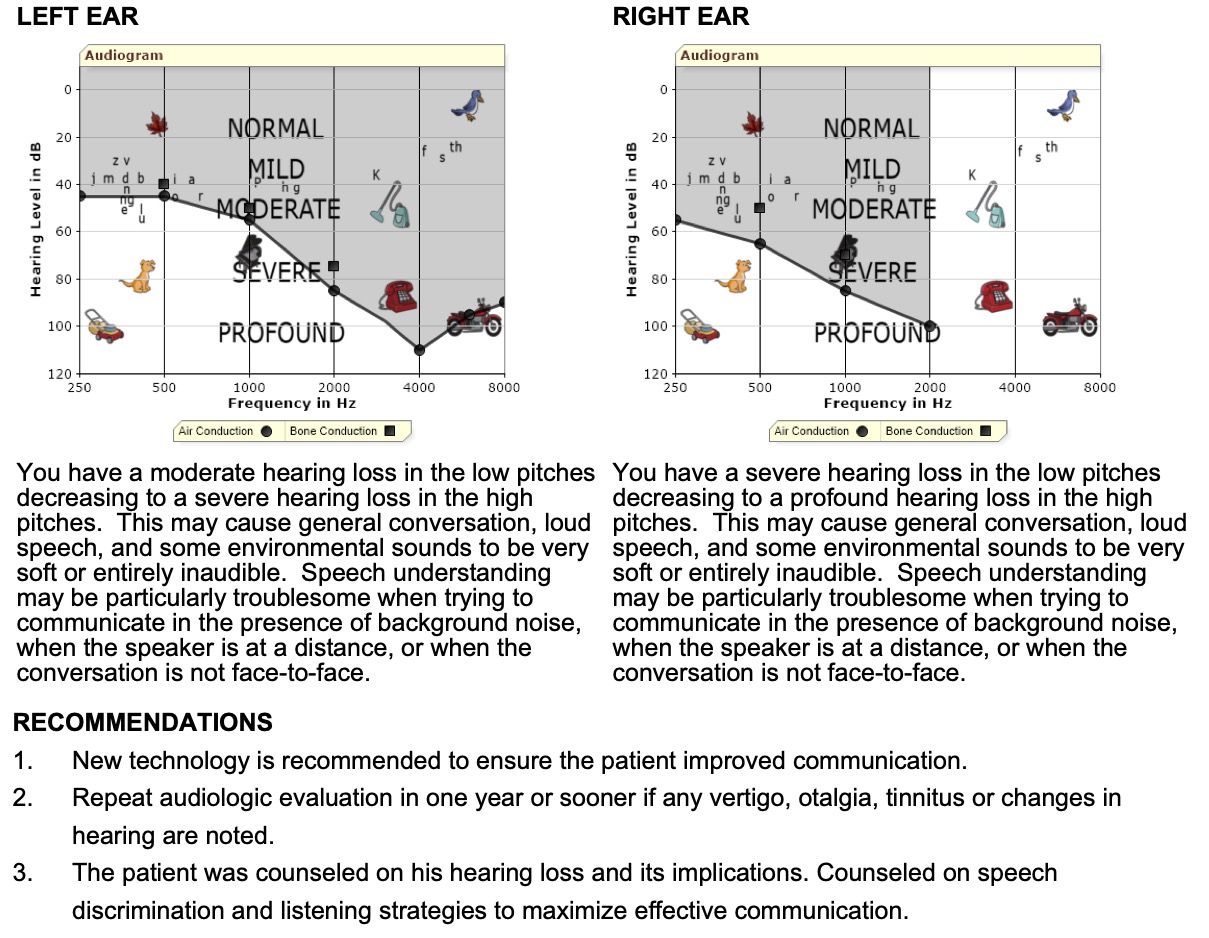 LEFT EAR
Audiogram
0
20
40
60
80
100
120
Hearing Level in dB
NORMAL
MILD
MODERATE
SEVERE
PROFOUND
z v
j m d b
n
ng
e l
u
i a
o r
p
h g
K
f s th
250 500 1000 2000 4000 8000
Frequency in Hz
Air Conduction Bone Conduction
You have a moderate hearing loss in the low pitches
decreasing to a severe hearing loss in the high
pitches. This may cause general conversation, loud
speech, and some environmental sounds to be very
soft or entirely inaudible. Speech understanding
may be particularly troublesome when trying to
communicate in the presence of background noise,
when the speaker is at a distance, or when the
conversation is not face-to-face.
RIGHT EAR
Audiogram
0
20
40
60
80
100
120
Hearing Level in dB
NORMAL
MILD
MODERATE
SEVERE
PROFOUND
z v
j m d b
n
ng
e l
u
i a
o r
p
h g
K
f s th
250 500 1000 2000 4000 8000
Frequency in Hz
Air Conduction Bone Conduction
You have a severe hearing loss in the low pitches
decreasing to a profound hearing loss in the high
pitches. This may cause general conversation, loud
speech, and some environmental sounds to be very
soft or entirely inaudible. Speech understanding
may be particularly troublesome when trying to
communicate in the presence of background noise,
when the speaker is at a distance, or when the
conversation is not face-to-face.
RECOMMENDATIONS
1. New technology is recommended to ensure the patient improved communication.
2. Repeat audiologic evaluation in one year or sooner if any vertigo, otalgia, tinnitus or changes in
hearing are noted.
3. The patient was counseled on his hearing loss and its implications. Counseled on speech
discrimination and listening strategies to maximize effective communication.